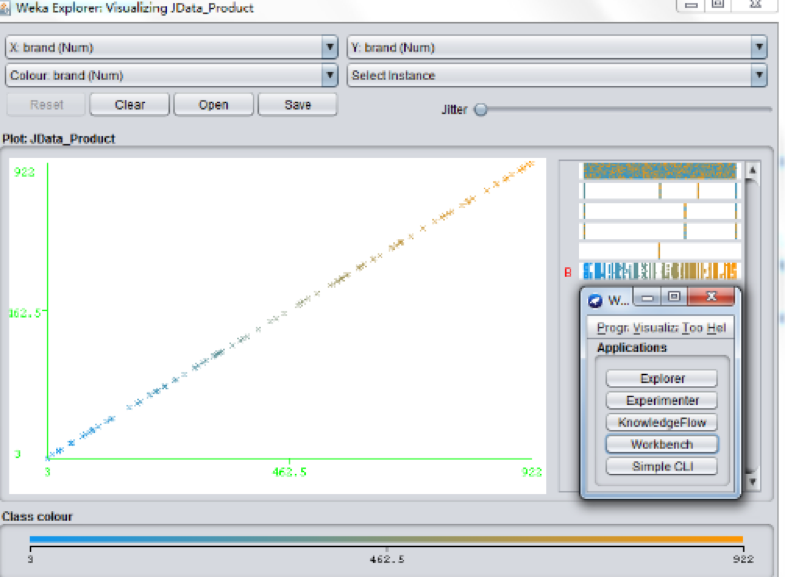 Weka Explorer: Visualizing JData_Product
X: brand (Num) Y: brand (Num)
Colour: brand (Num) Select Instance
Reset Clear Open Save Jitter
Plot: JData_Product
922
462.5
3
3 462.5 922
B
W...
Progr. Visualiz: Too Hel
Applications
Explorer
Experimenter
KnowledgeFlow
Workbench
Simple CLI
Class colour
3 462.5 922